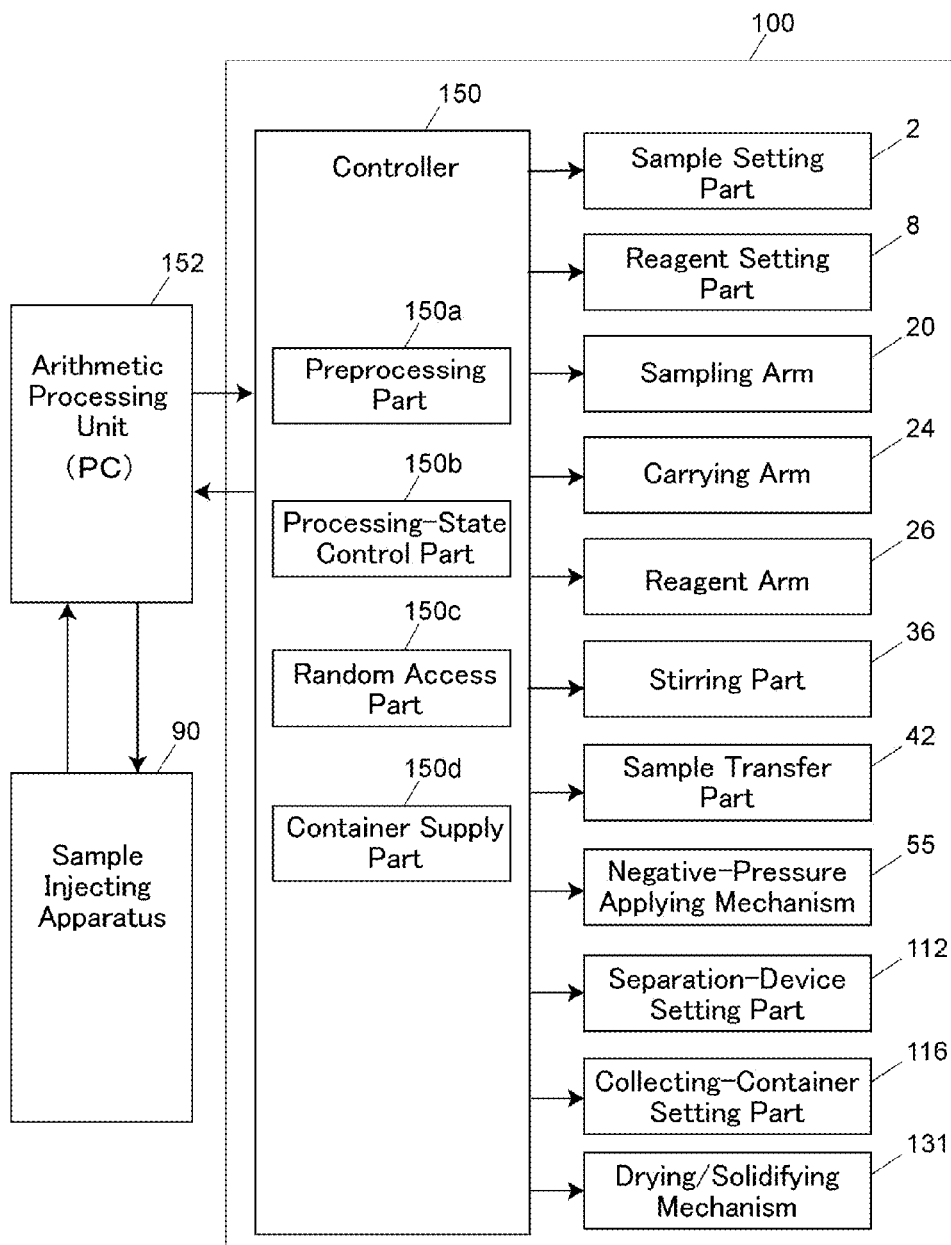 100
150
Controller
2
Sample Setting
Part
8
Reagent Setting
Part
152
Arithmetic
Processing
Unit
(PC)
150a
Preprocessing
Part
20
Sampling Arm
24
Carrying Arm
150b
Processing-State
Control Part
26
Reagent Arm
150c
Random Access
Part
36
Stirring Part
90
Sample
Injecting
Apparatus
150d
Container Supply
Part
42
Sample Transfer
Part
55
Negative-Pressure
Applying Mechanism
112
Separation-Device
Setting Part
116
Collecting-Container
Setting Part
131
Drying/Solidifying
Mechanism